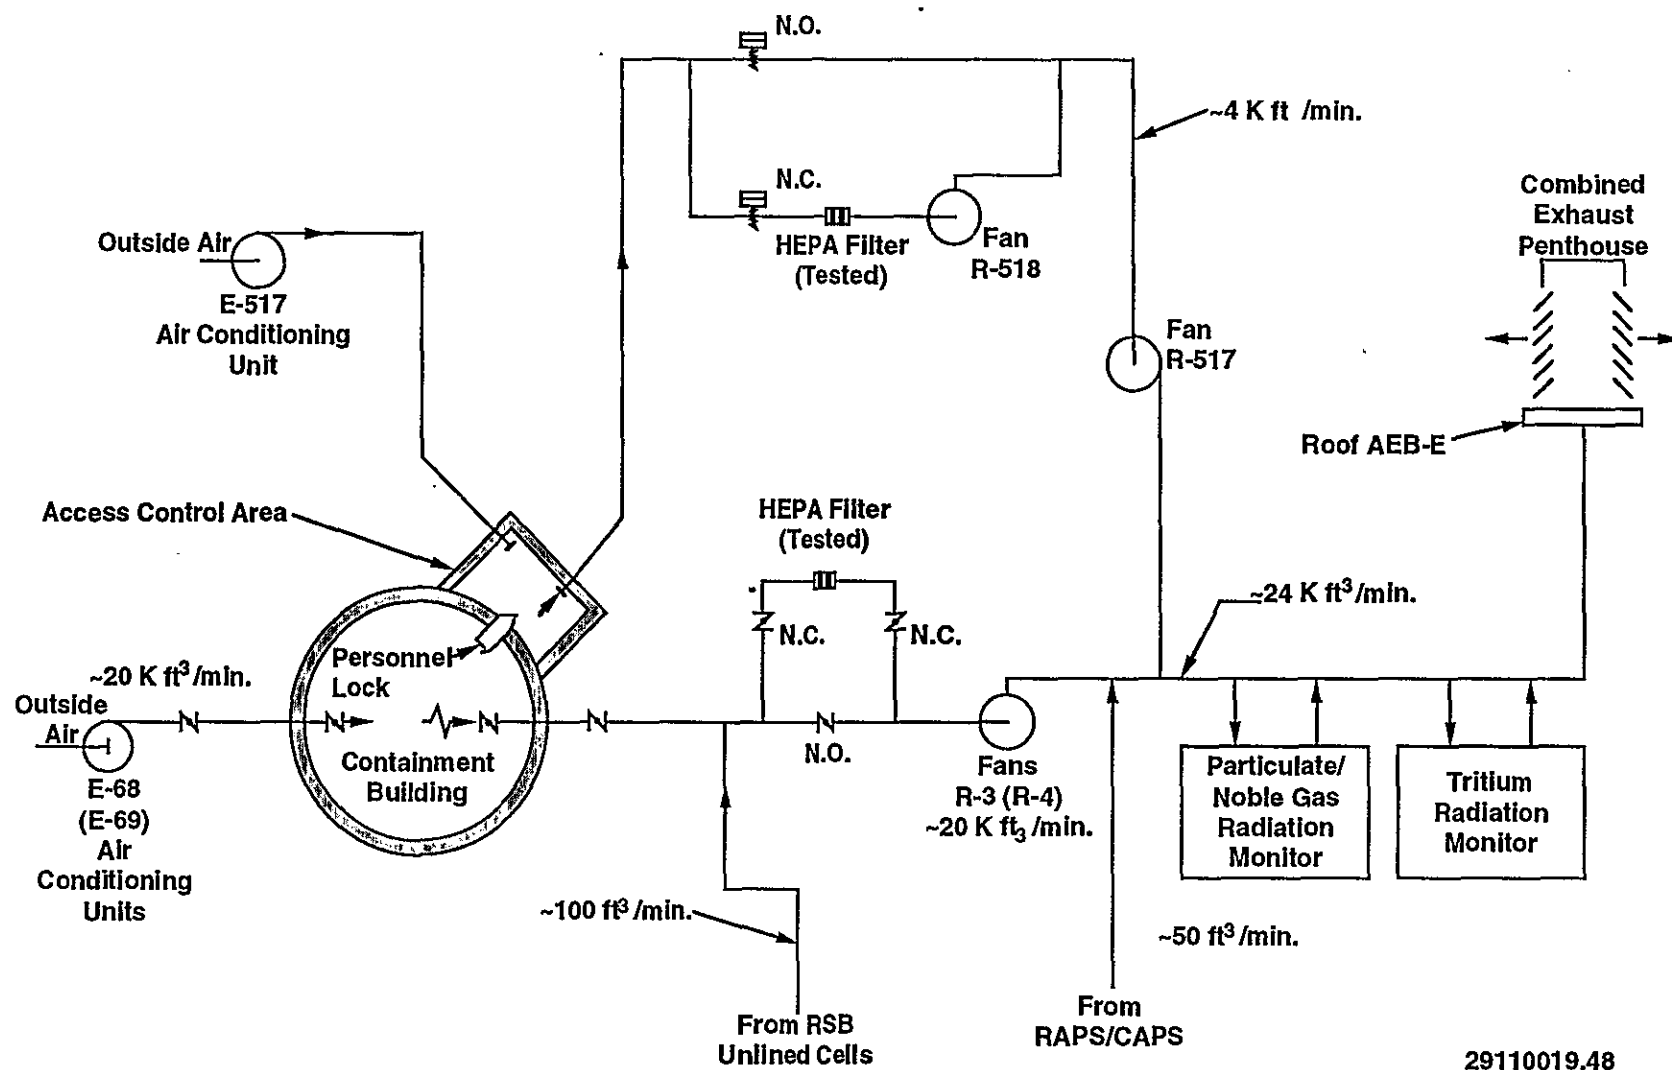 N.O.
~4 K ft /min.
N.C.
HEPA Filter
(Tested)
Fan
R-518
Combined
Exhaust
Penthouse
Outside Air
E-517
Air Conditioning
Unit
Fan
R-517
Roof AEB-E
Access Control Area
HEPA Filter
(Tested)
N.C.
N.C.
~24 K ft³/min.
Personnel
Lock
~20 K ft³/min.
Outside
Air
Containment
Building
N.O.
E-68
(E-69)
Air
Conditioning
Units
Fans
R-3 (R-4)
~20 K ft₃/min.
Particulate/
Noble Gas
Radiation
Monitor
Tritium
Radiation
Monitor
~100 ft³/min.
~50 ft³/min.
From RSB
Unlined Cells
From
RAPS/CAPS
29110019.48